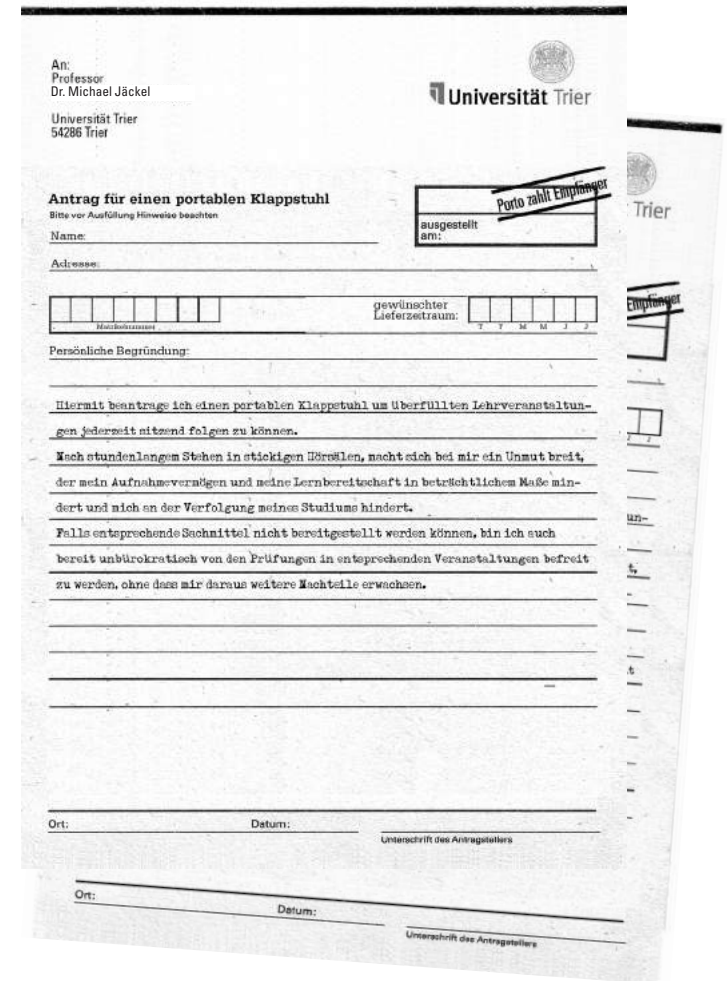 An:
Professor
Dr. Michael Jäckel
Universität Trier
54286 Trier
Universität Trier
Antrag für einen portablen Klappstuhl
Bitte vor Ausfüllung Hinweise beachten
Porto zahlt Empfänger
ausgestellt
am:
Name:
Adresse:
Matrikelnummer
gewünschter
Lieferzeitraum:
T T M M J J
Persönliche Begründung:
Hiermit beantrage ich einen portablen Klappstuhl um überfüllten Lehrveranstaltun-
gen jederzeit sitzend folgen zu können.
Nach stundenlangem Stehen in stickigen Hörsälen, macht sich bei mir ein Unmut breit,
der mein Aufnahmevermögen und meine Lernbereitschaft in beträchtlichem Maße min-
dert und mich an der Verfolgung meines Studiums hindert.
Falls entsprechende Sachmittel nicht bereitgestellt werden können, bin ich auch
bereit unbürokratisch von den Prüfungen in entsprechenden Veranstaltungen befreit
zu werden, ohne dass mir daraus weitere Nachteile erwachsen.
Ort: Datum:
Unterschrift des Antragstellers
Trier
Empfänger
J J
un-
t,
-
t
Ort:
Datum:
Unterschrift des Antragstellers